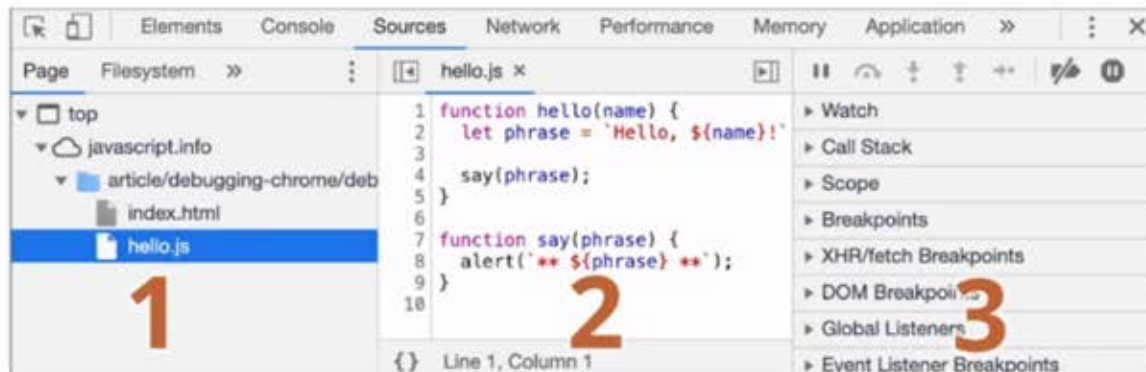 Elements Console Sources Network Performance Memory Application »
Page Filesystem »
top
javascript.info
article/debugging-chrome/deb
index.html
hello.js
1
hello.js ×
1 function hello(name) {
2 let phrase = `Hello, ${name}!`
3
4 say(phrase);
5 }
6
7 function say(phrase) {
8 alert(`** ${phrase} **`);
9 }
10
2
{} Line 1, Column 1
Watch
Call Stack
Scope
Breakpoints
XHR/fetch Breakpoints
DOM Breakpoints
Global Listeners
Event Listener Breakpoints
3